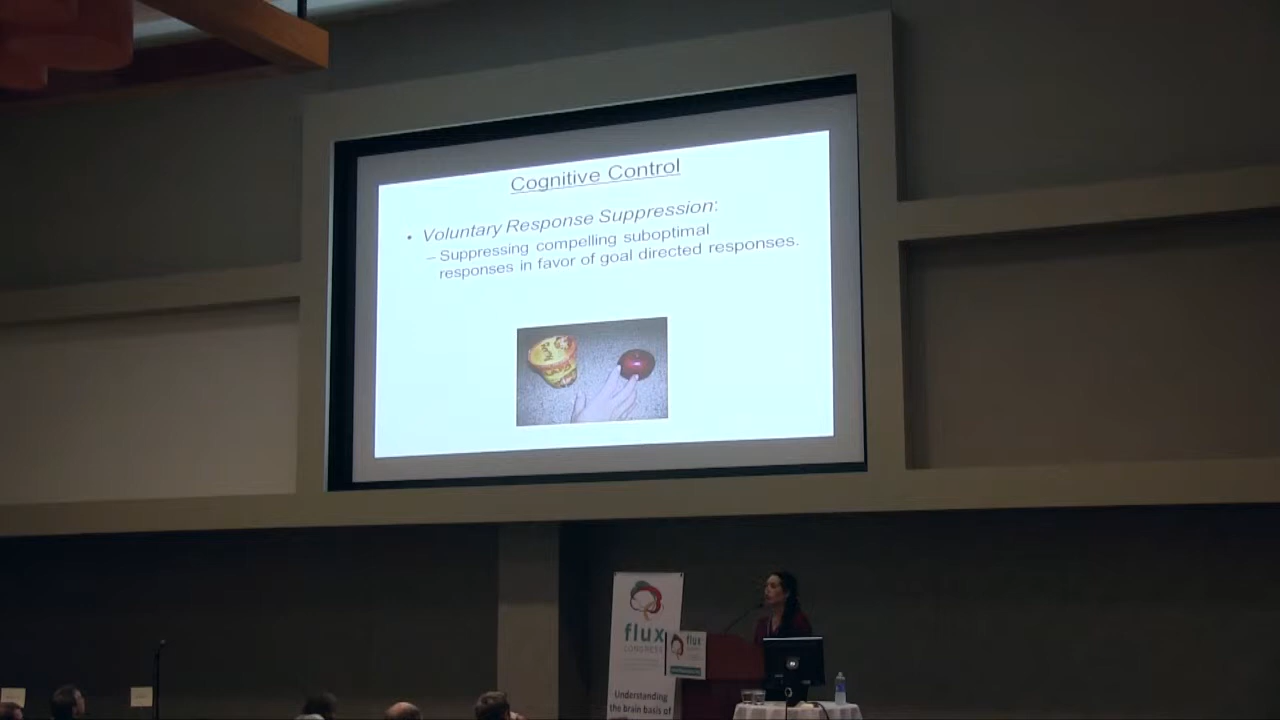 Cognitive Control
• Voluntary Response Suppression:
– Suppressing compelling suboptimal
responses in favor of goal directed responses.
flux
CONGRESS
flux
Understanding
the brain basis of